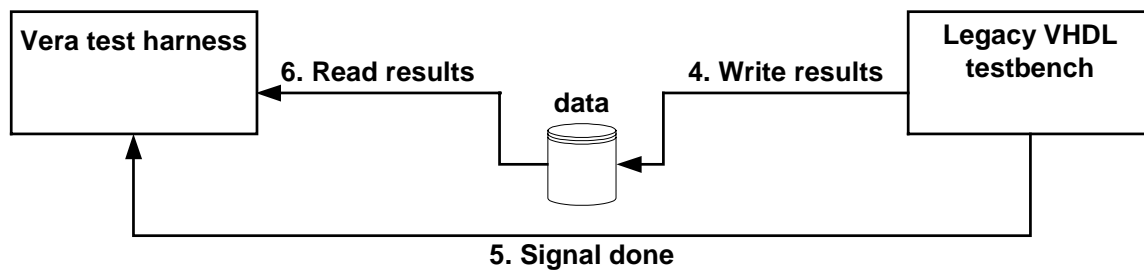 Vera test harness
Legacy VHDL
testbench
6. Read results
4. Write results
data
5. Signal done